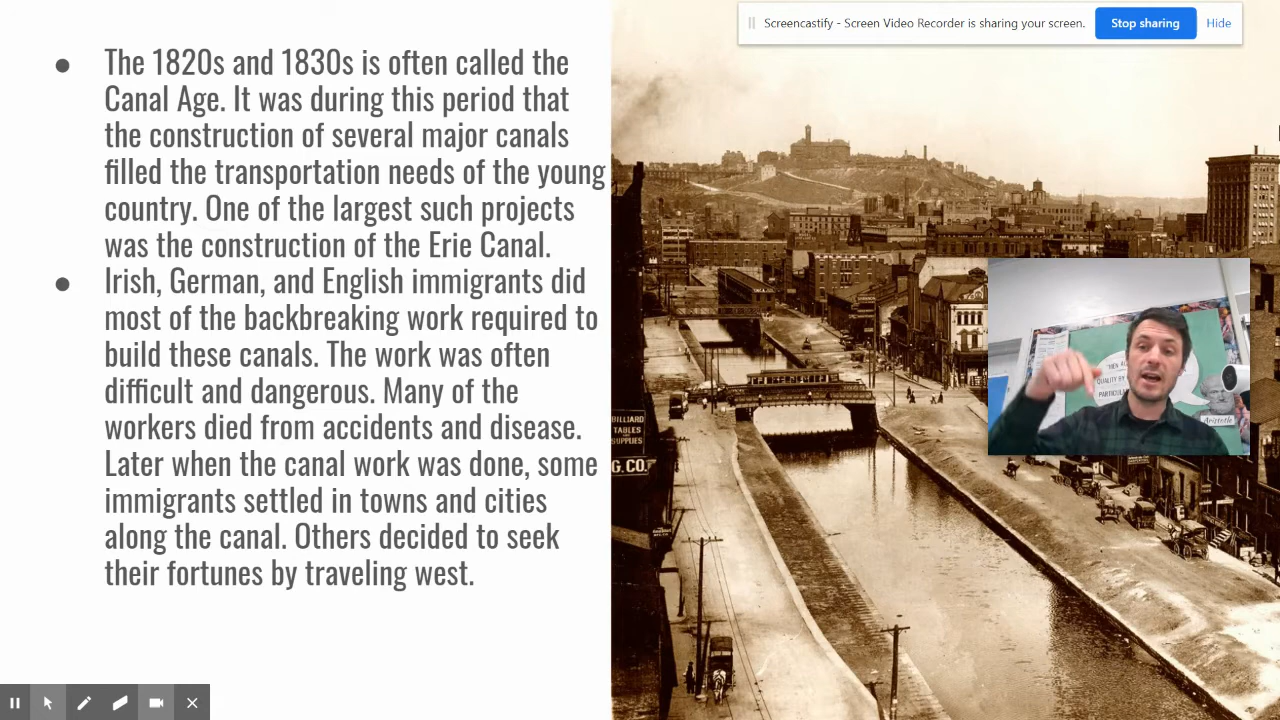 Screencastify - Screen Video Recorder is sharing your screen.
Stop sharing
Hide
● The 1820s and 1830s is often called the
Canal Age. It was during this period that
the construction of several major canals
filled the transportation needs of the young
country. One of the largest such projects
was the construction of the Erie Canal.
● Irish, German, and English immigrants did
most of the backbreaking work required to
build these canals. The work was often
difficult and dangerous. Many of the
workers died from accidents and disease.
Later when the canal work was done, some
immigrants settled in towns and cities
along the canal. Others decided to seek
their fortunes by traveling west.
BILLIARD
TABLES
SUPPLIES
G. CO.
QUALITY BY
Aristotle